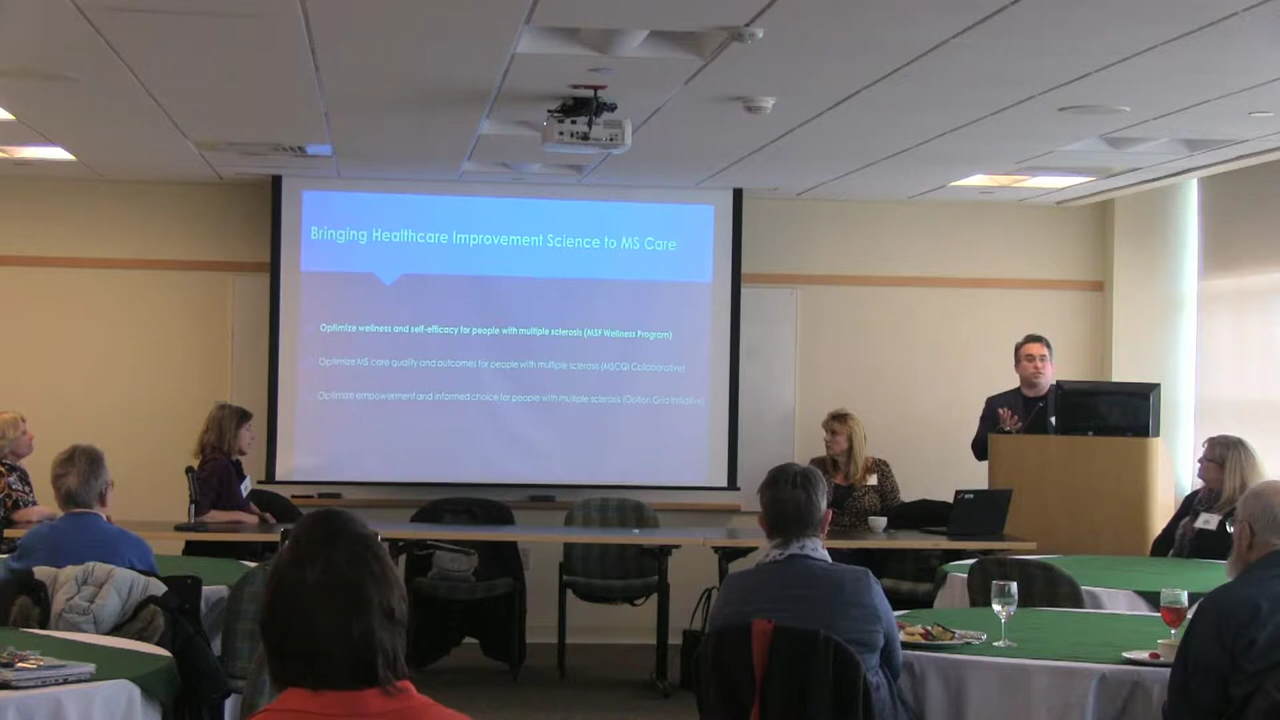 Bringing Healthcare Improvement Science to MS Care
Optimize wellness and self-efficacy for people with multiple sclerosis (MSF Wellness Program)
Optimize MS care quality and outcomes for people with multiple sclerosis (MSCQI Collaborative)
Optimize empowerment and informed choice for people with multiple sclerosis (Option Grid Initiative)